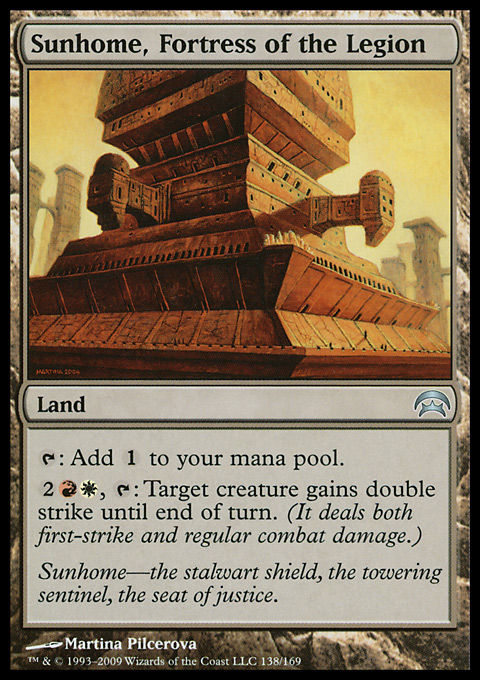 Sunhome, Fortress of the Legion
MARTINA 2004
Land
: Add 1 to your mana pool.
2, : Target creature gains double
strike until end of turn. (It deals both
first-strike and regular combat damage.)
Sunhome—the stalwart shield, the towering
sentinel, the seat of justice.
Martina Pilcerova
™ & © 1993–2009 Wizards of the Coast LLC 138/169